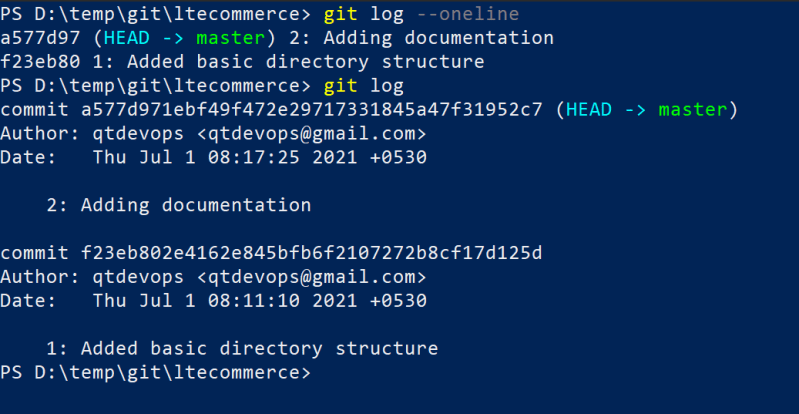 PS D:\temp\git\ltecommerce> git log --oneline
a577d97 (HEAD -> master) 2: Adding documentation
f23eb80 1: Added basic directory structure
PS D:\temp\git\ltecommerce> git log
commit a577d971ebf49f472e29717331845a47f31952c7 (HEAD -> master)
Author: qtdevops <qtdevops@gmail.com>
Date:   Thu Jul 1 08:17:25 2021 +0530
    2: Adding documentation
commit f23eb802e4162e845bfb6f2107272b8cf17d125d
Author: qtdevops <qtdevops@gmail.com>
Date:   Thu Jul 1 08:11:10 2021 +0530
    1: Added basic directory structure
PS D:\temp\git\ltecommerce>